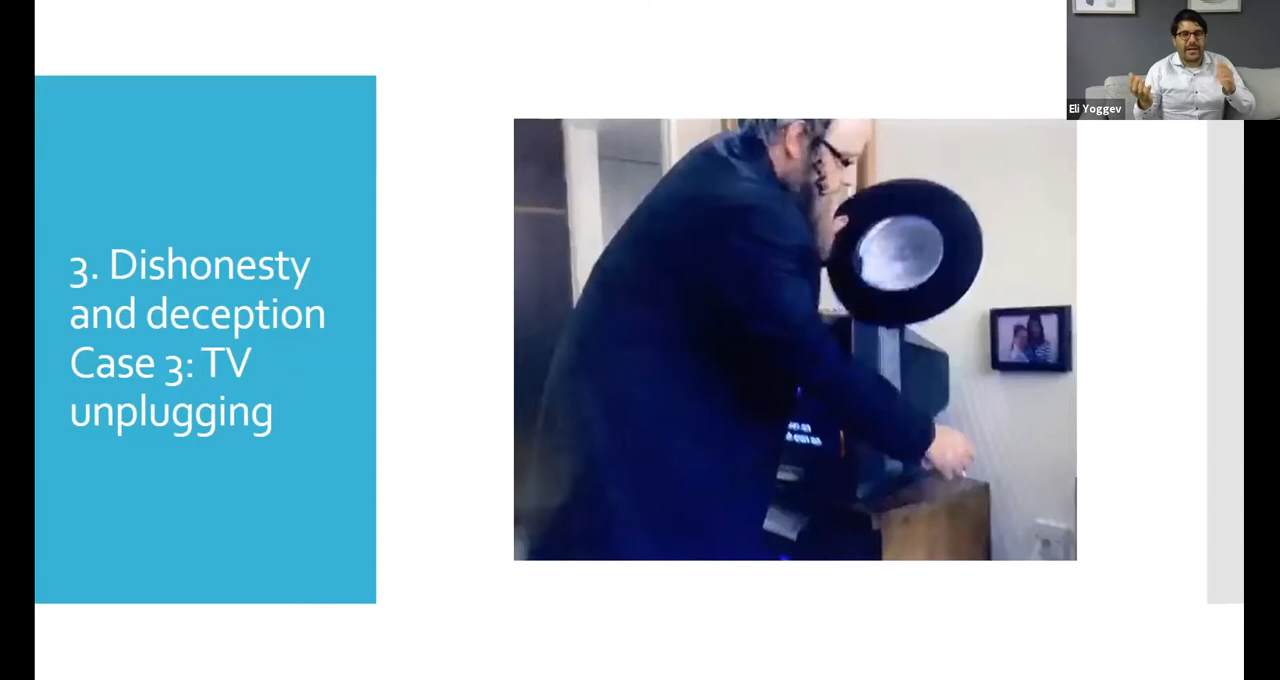 Eli Yoggev
3. Dishonesty
and deception
Case 3: TV
unplugging